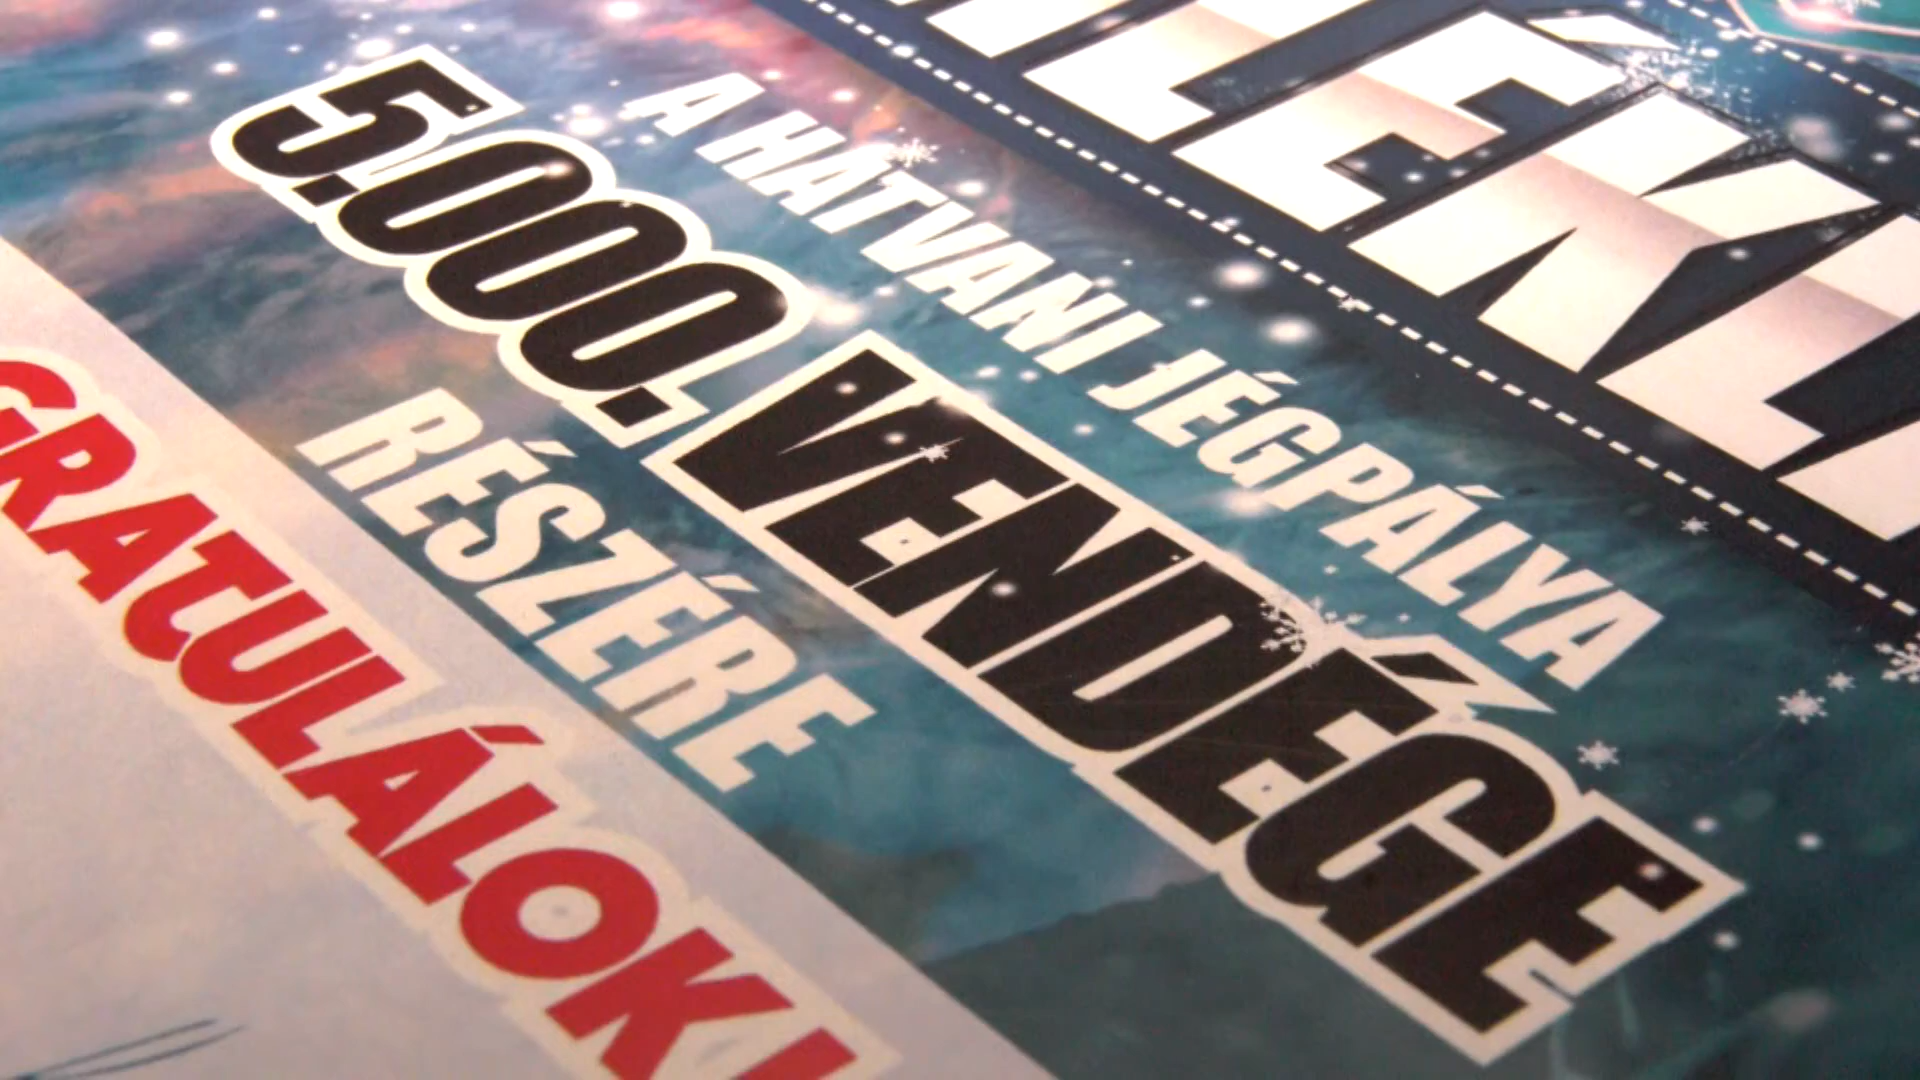 A HATVANI JÉGPÁLYA
5.000. VENDÉGE
RÉSZÉRE
GRATULÁLOK!